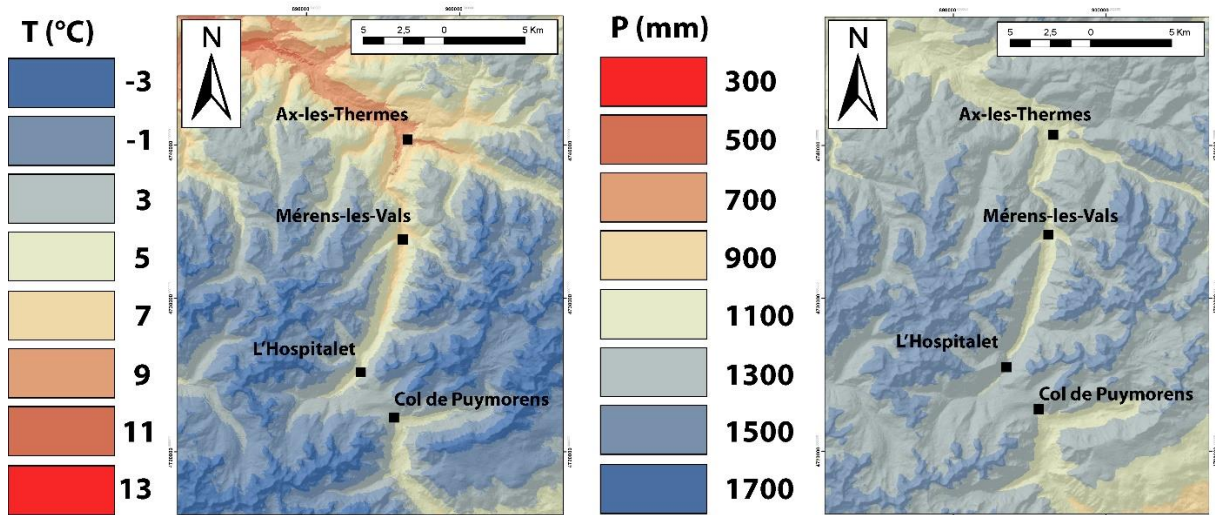 T (°C)
-3
-1
3
5
7
9
11
13
N
5 2,5 0 5 Km
Ax-les-Thermes
Mérens-les-Vals
L'Hospitalet
Col de Puymorens
P (mm)
300
500
700
900
1100
1300
1500
1700
N
5 2,5 0 5 Km
Ax-les-Thermes
Mérens-les-Vals
L'Hospitalet
Col de Puymorens